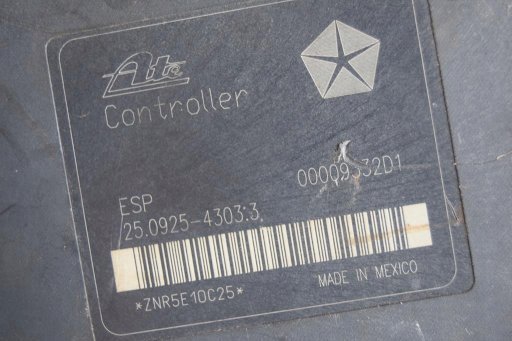 Ate
Controller
ESP
25.0925-4303.3
MADE IN MEXICO
*ZNR5E10C25*